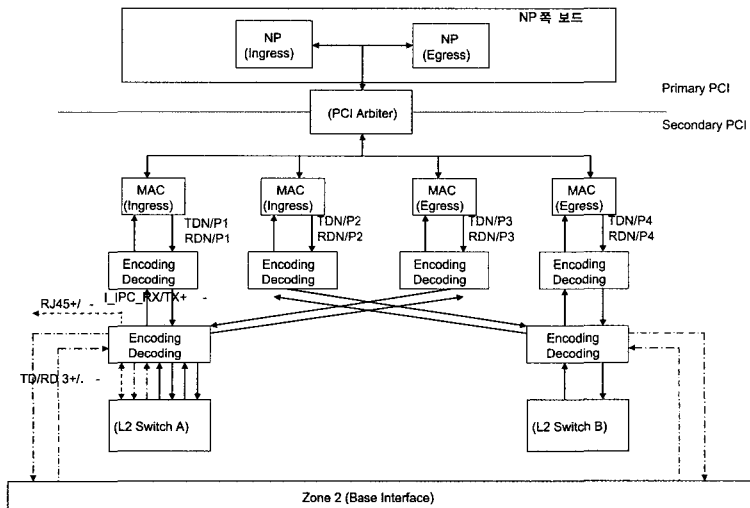 NP 쪽 보드
NP
(Ingress)
NP
(Egress)
Primary PCI
(PCI Arbiter)
Secondary PCI
MAC
(Ingress)
MAC
(Ingress)
MAC
(Egress)
MAC
(Egress)
TDN/P1
RDN/P1
TDN/P2
RDN/P2
TDN/P3
RDN/P3
TDN/P4
RDN/P4
Encoding
Decoding
Encoding
Decoding
Encoding
Decoding
Encoding
Decoding
I_IPC_RX/TX+ -
RJ45+/ -
Encoding
Decoding
Encoding
Decoding
TD/RD 3+/. -
(L2 Switch A)
(L2 Switch B)
Zone 2 (Base Interface)